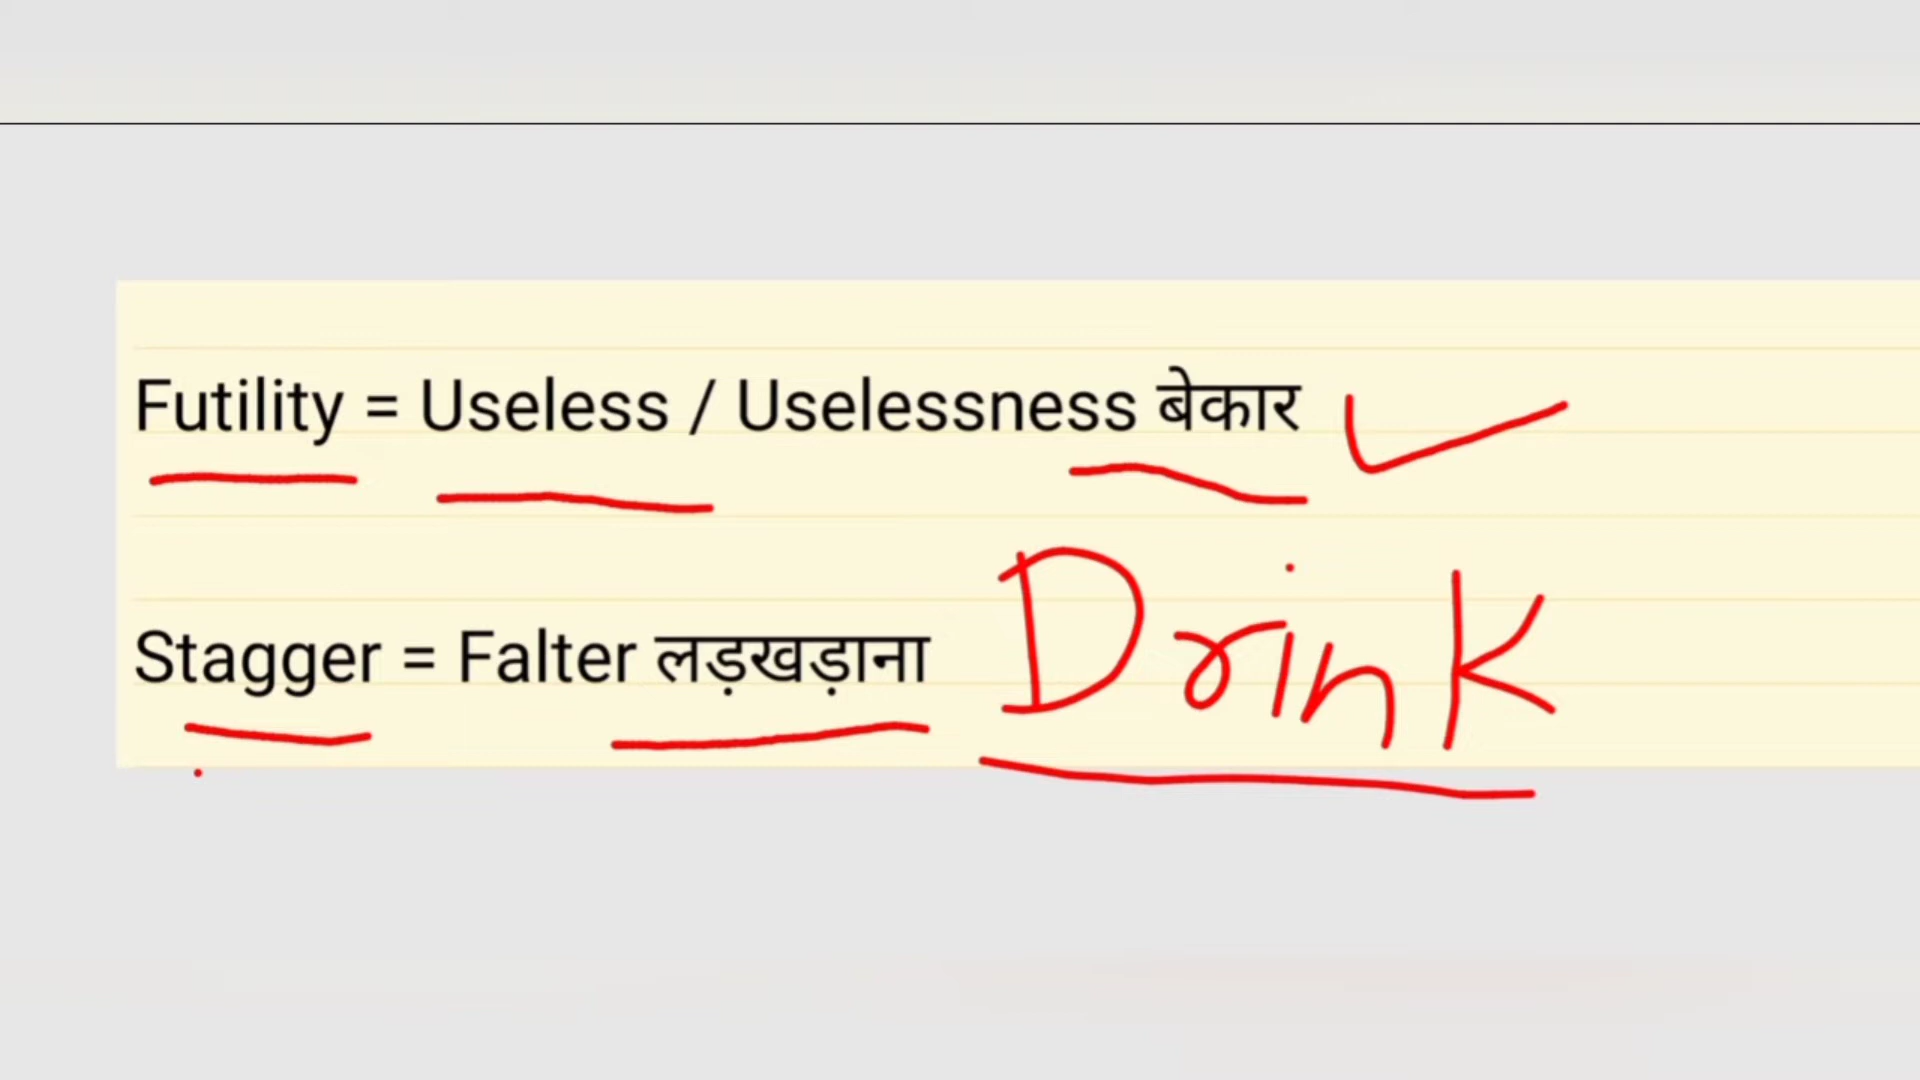 Futility = Useless / Uselessness बेकार
Stagger = Falter लड़खड़ाना Drink